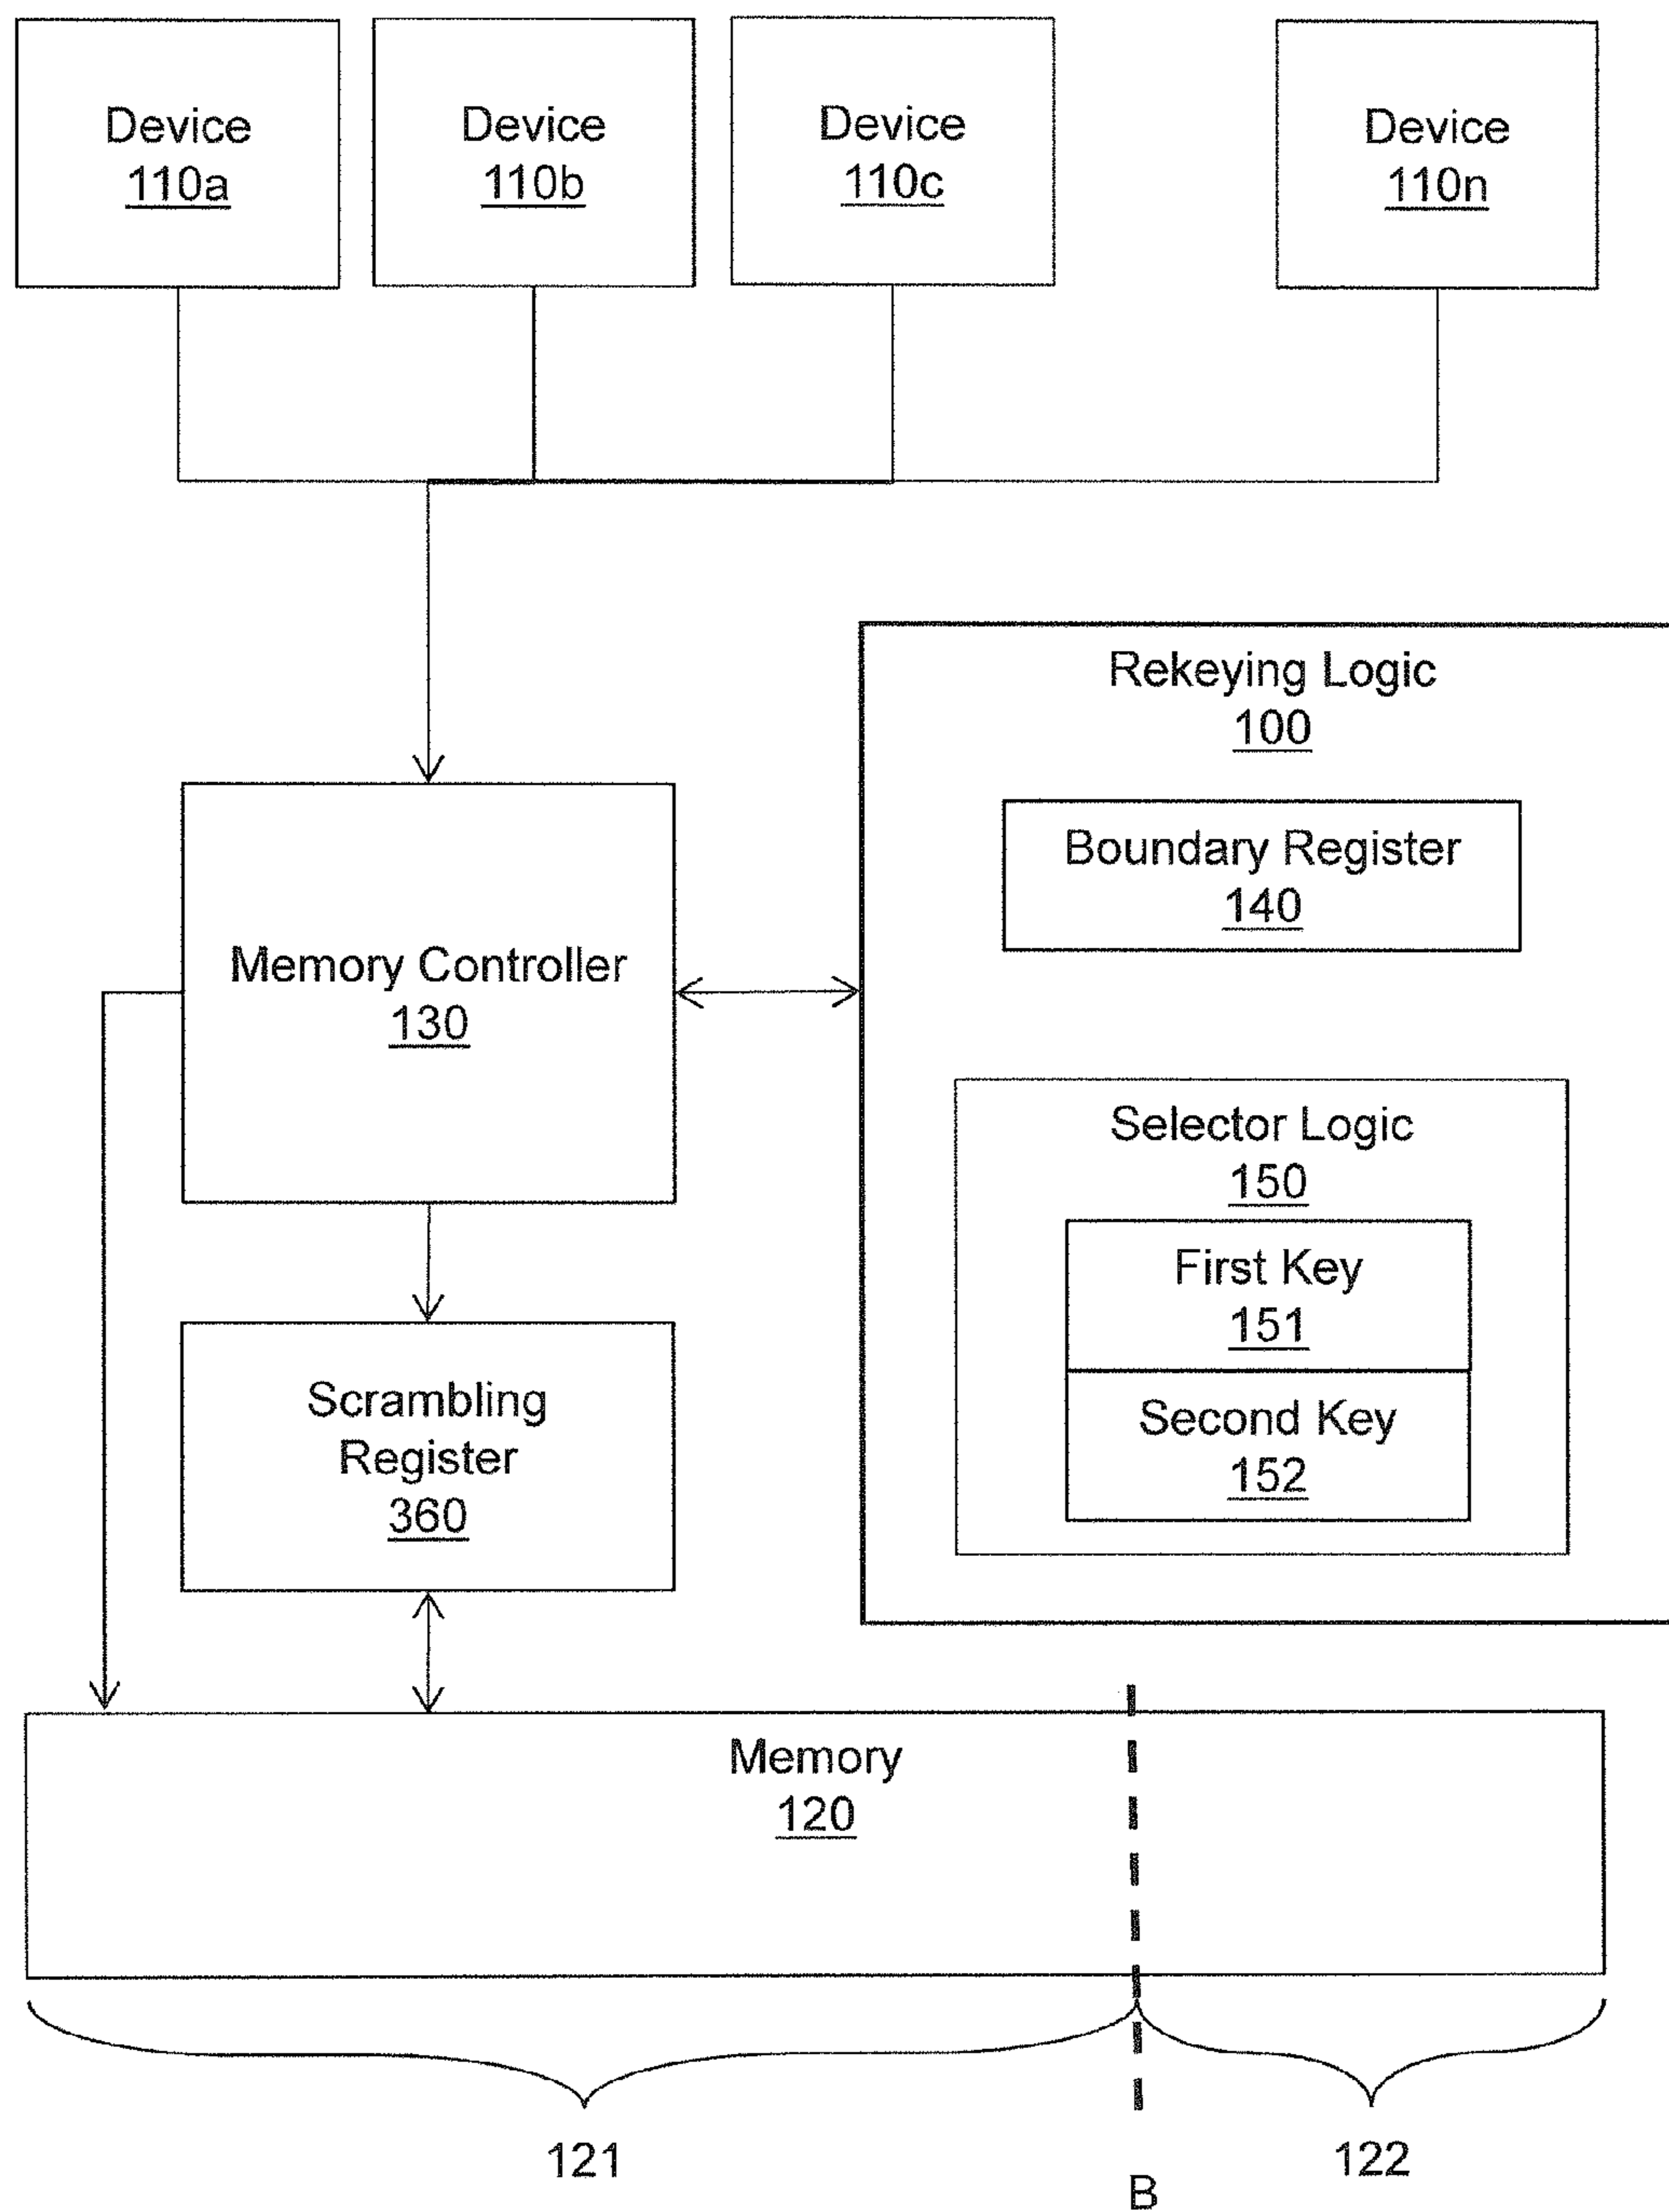 Device
110a
Device
110b
Device
110c
Device
110n
Rekeying Logic
100
Boundary Register
140
Memory Controller
130
Selector Logic
150
First Key
151
Second Key
152
Scrambling
Register
360
Memory
120
121
122
B